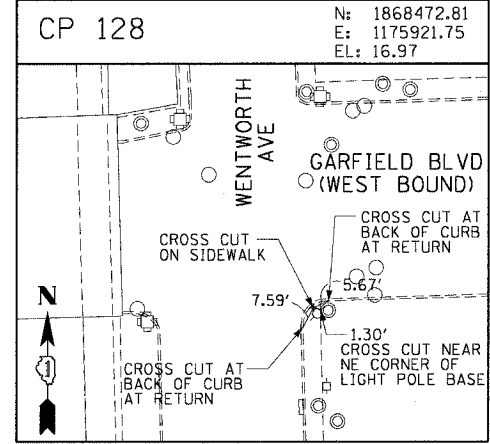 CP 128
N: 1868472.81
E: 1175921.75
EL: 16.97
WENTWORTH
AVE
GARFIELD BLVD
(WEST BOUND)
CROSS CUT AT
BACK OF CURB
AT RETURN
CROSS CUT
ON SIDEWALK
5.67'
7.59'
N
1.30'
CROSS CUT NEAR
NE CORNER OF
LIGHT POLE BASE
CROSS CUT AT
BACK OF CURB
AT RETURN